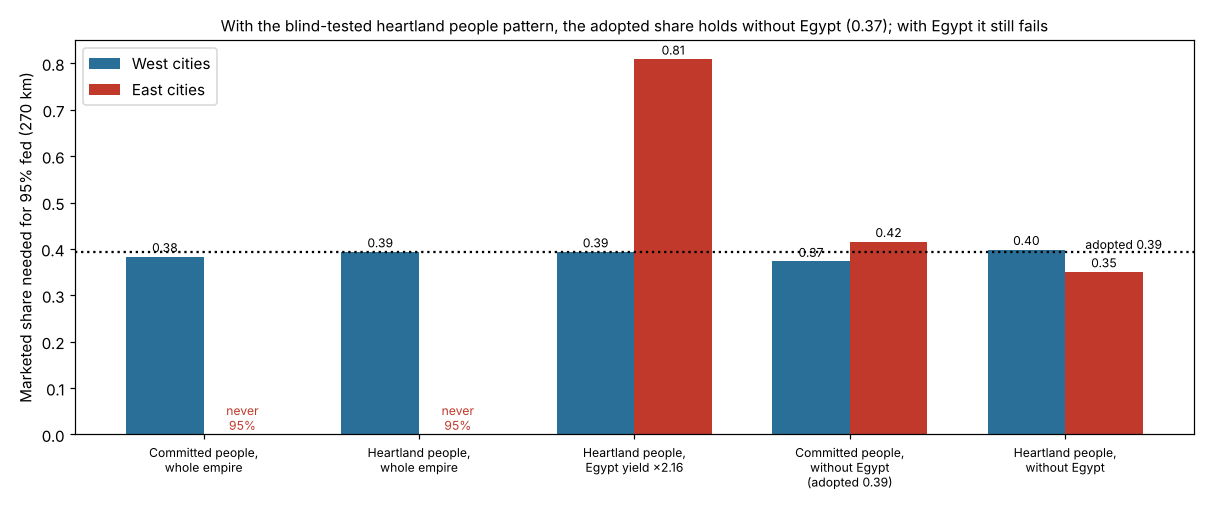 With the blind-tested heartland people pattern, the adopted share holds without Egypt (0.37); with Egypt it still fails
Marketed share needed for 95% fed (270 km)
West cities
East cities
0.8
0.7
0.6
0.5
0.4
0.3
0.2
0.1
0.0
0.38
never
95%
0.39
never
95%
0.39
0.81
0.37
0.42
0.40
0.35
adopted 0.39
Committed people,
whole empire
Heartland people,
whole empire
Heartland people,
Egypt yield ×2.16
Committed people,
without Egypt
(adopted 0.39)
Heartland people,
without Egypt